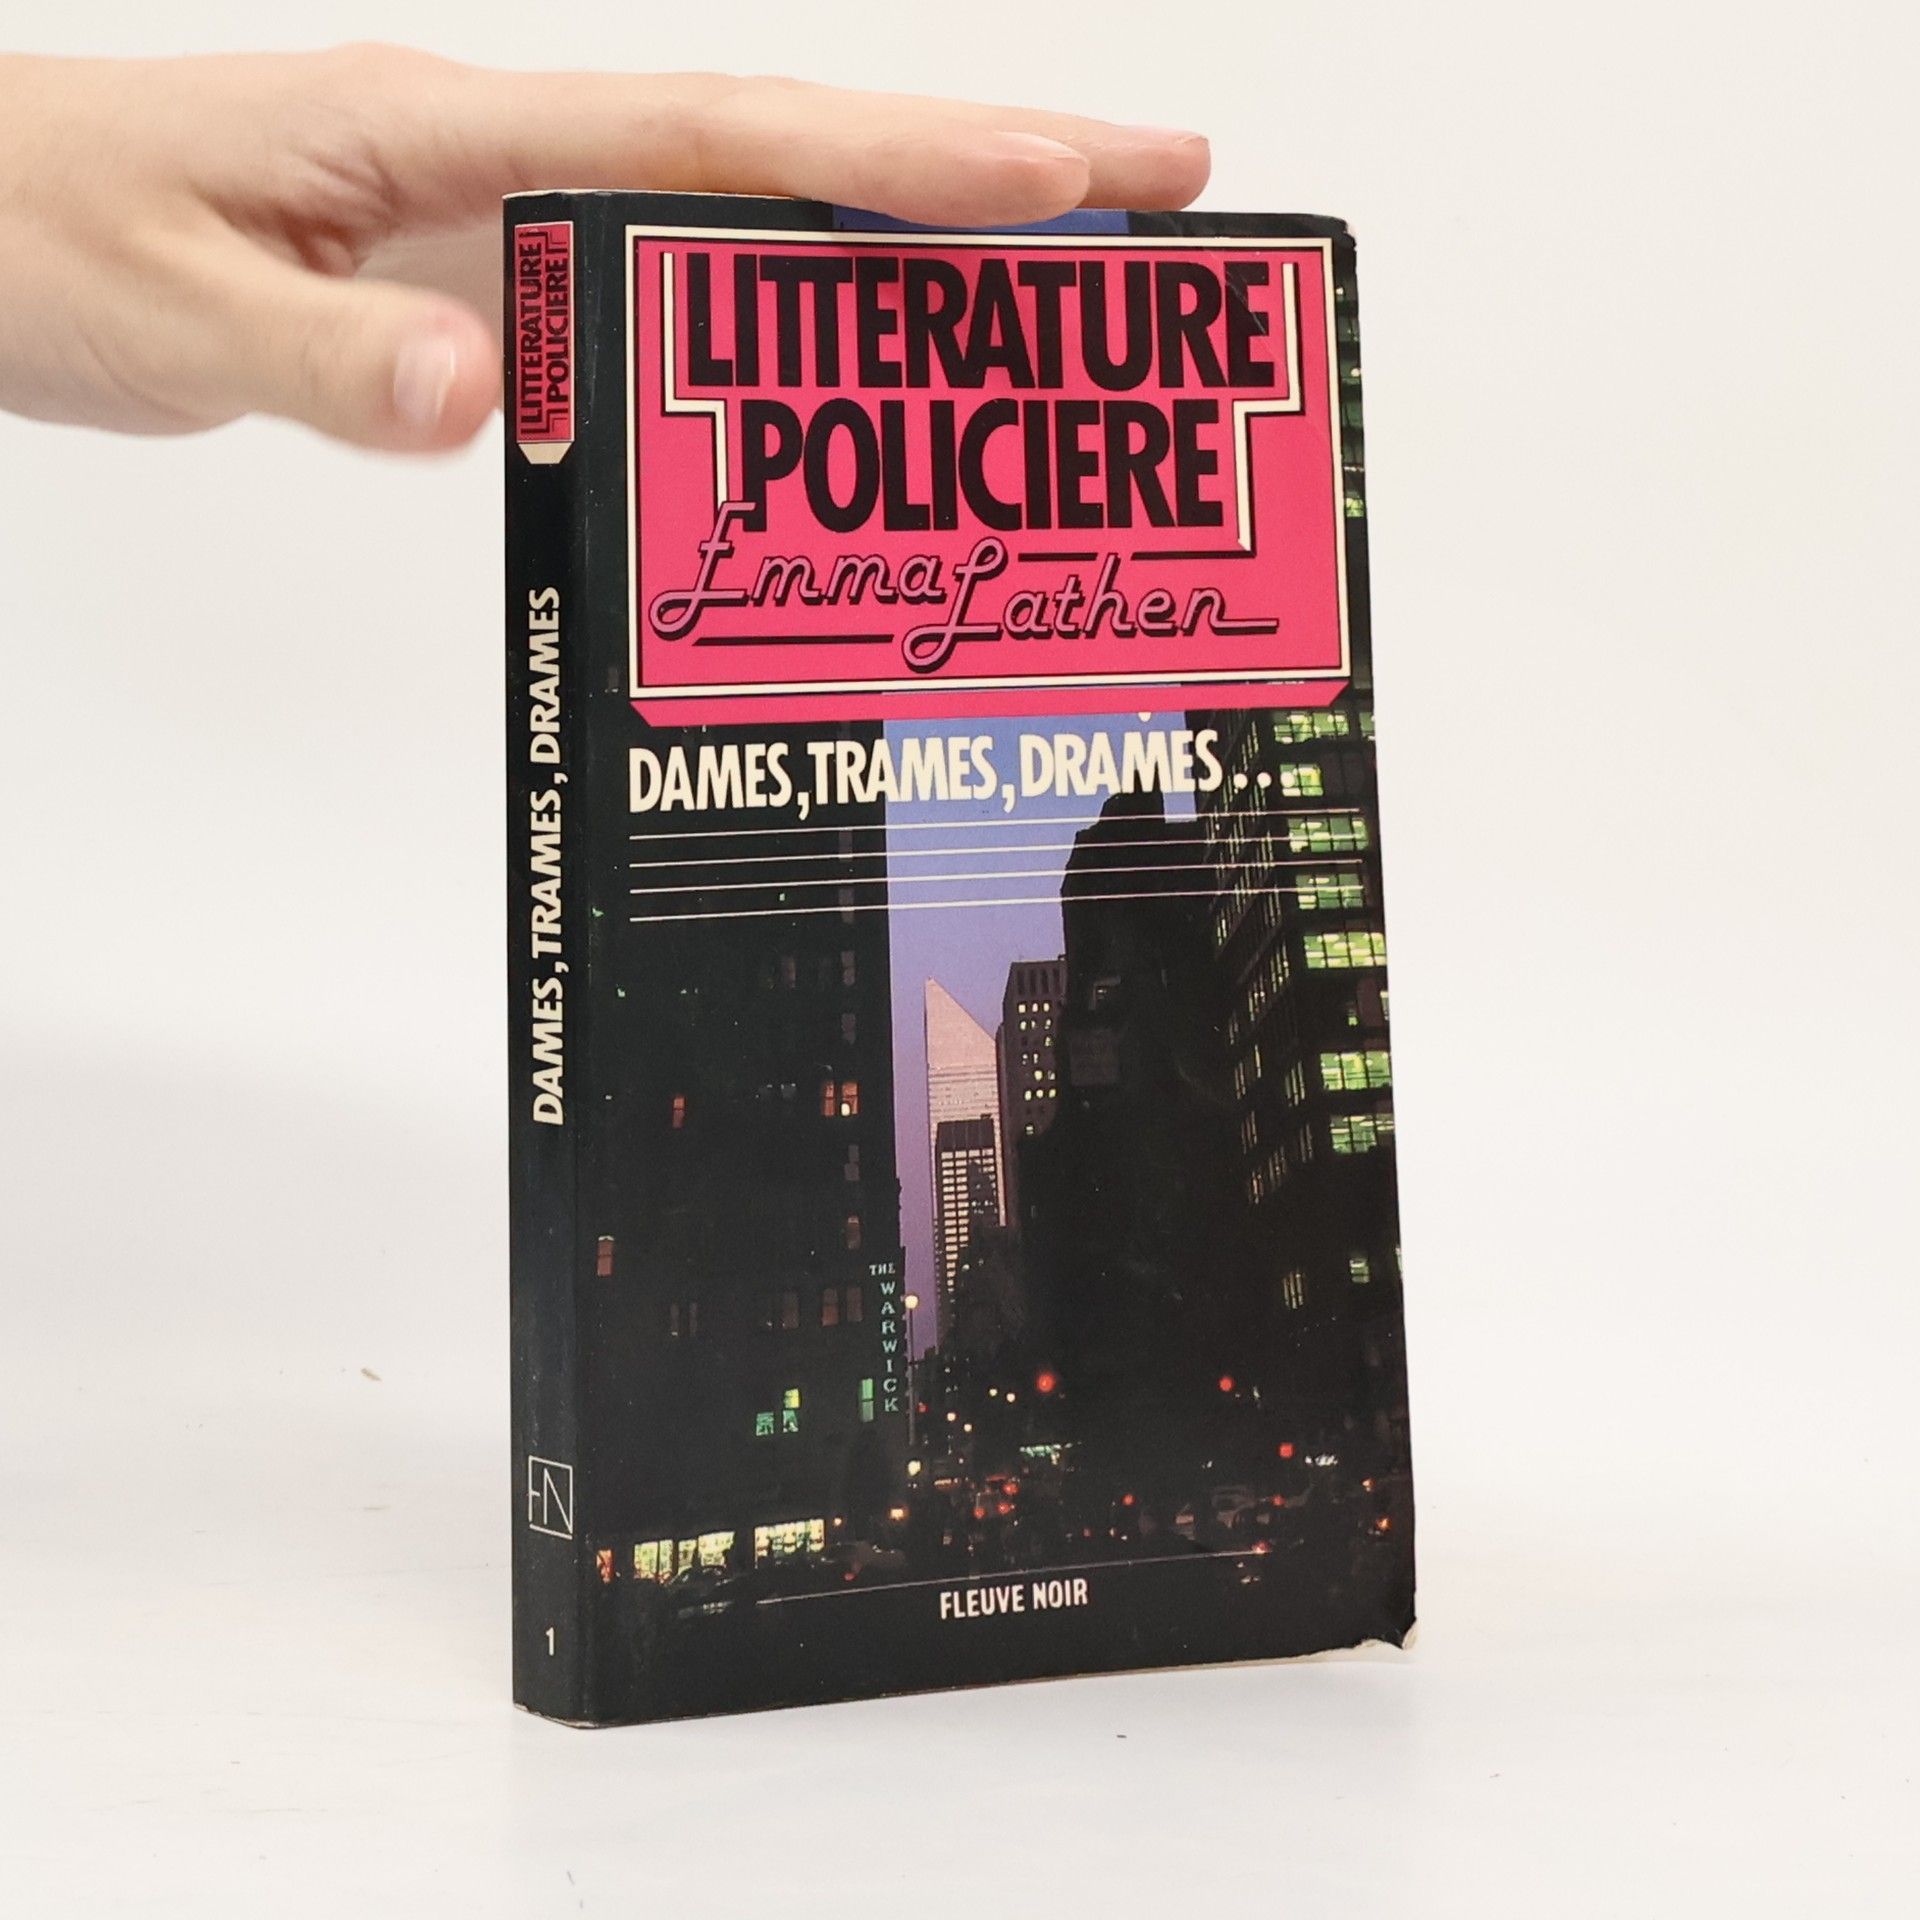 LITTERATURE
POLICIERE
Emma Lathen
DAMES, TRAMES, DRAMES...
THE
WARWICK
FLEUVE NOIR
LITTERATURE
POLICIERE
DAMES, TRAMES, DRAMES
FN
1